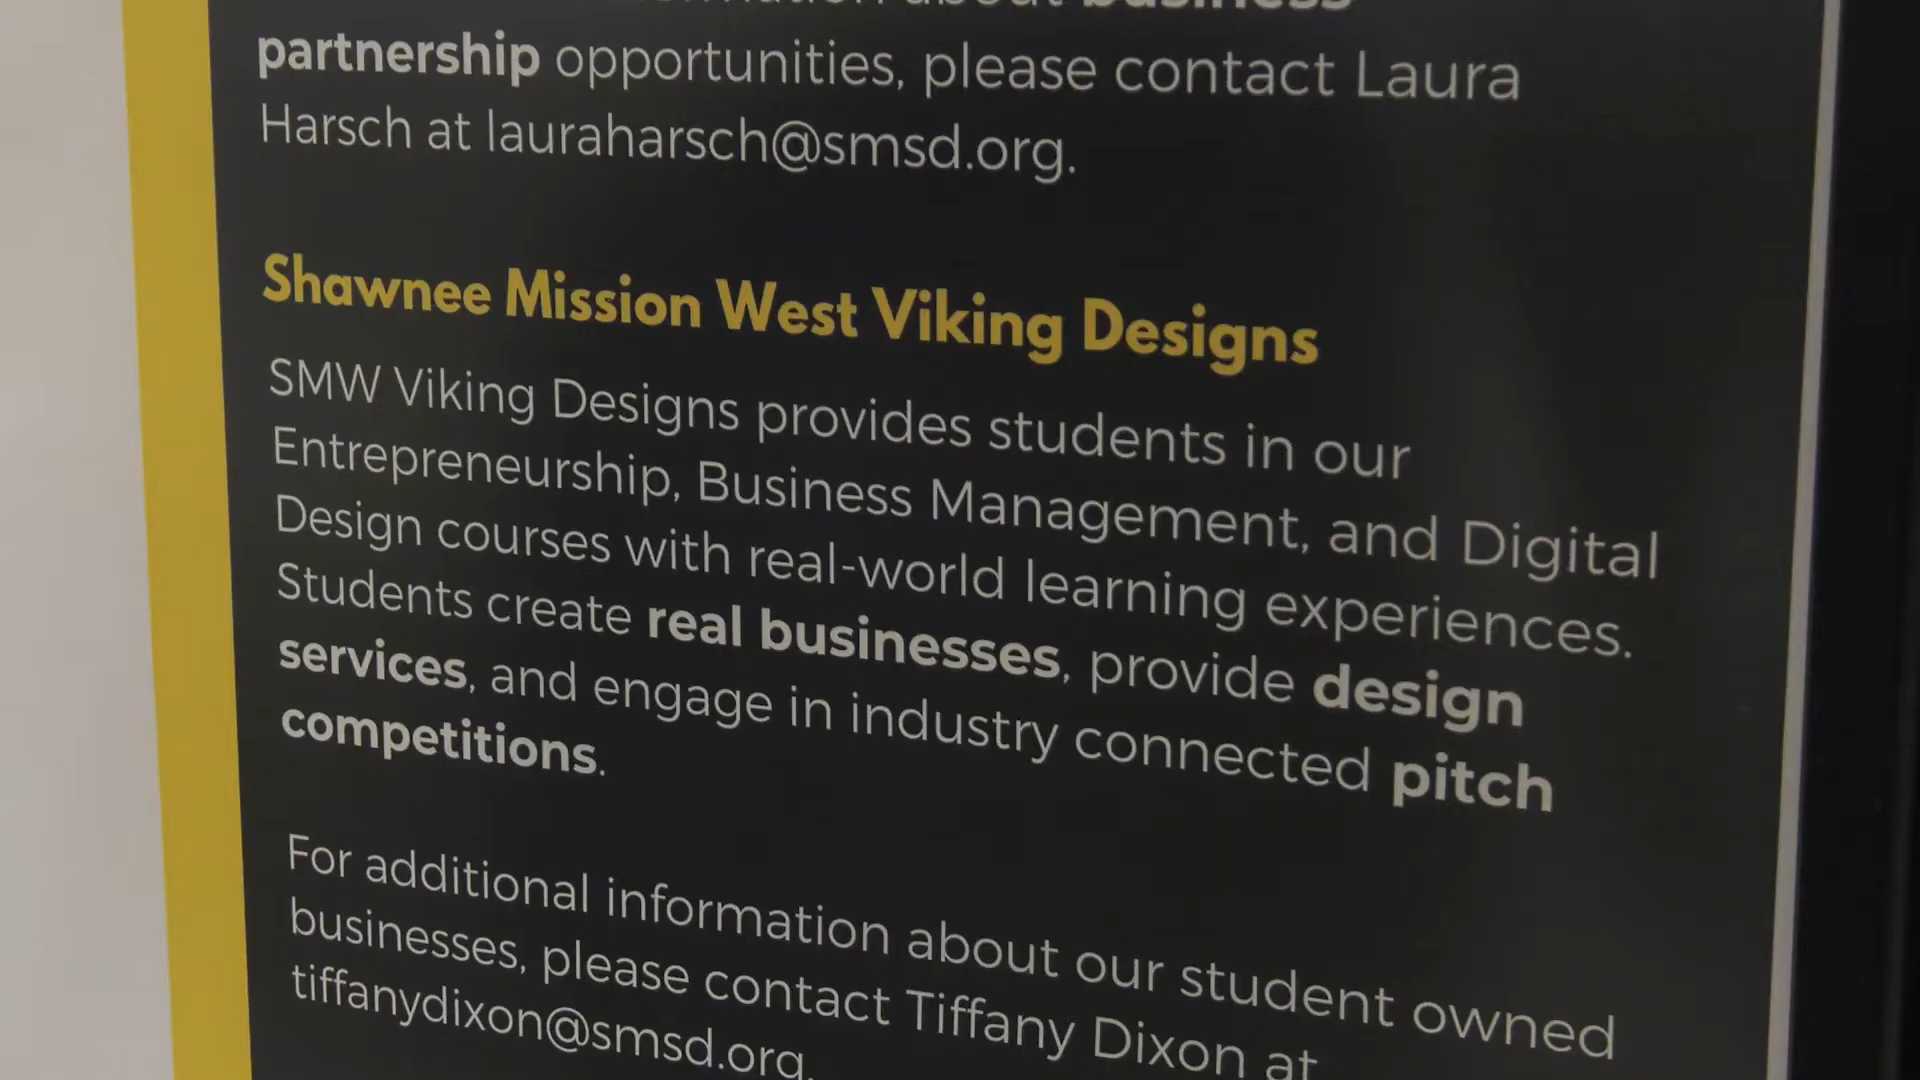 about business
partnership opportunities, please contact Laura
Harsch at lauraharsch@smsd.org.
Shawnee Mission West Viking Designs
SMW Viking Designs provides students in our
Entrepreneurship, Business Management, and Digital
Design courses with real-world learning experiences.
Students create real businesses, provide design
services, and engage in industry connected pitch
competitions.
For additional information about our student owned
businesses, please contact Tiffany Dixon at
tiffanydixon@smsd.org.